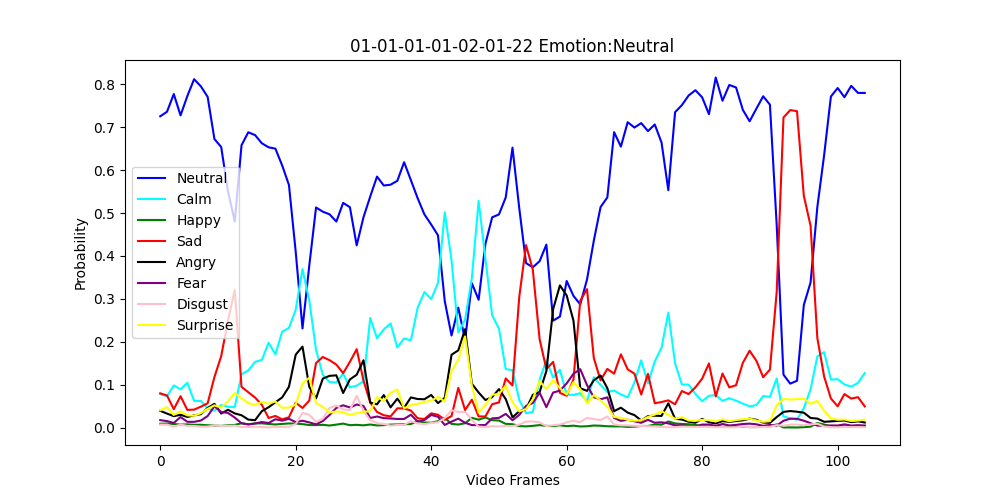 01-01-01-01-02-01-22 Emotion:Neutral
Probability
0.8
0.7
0.6
0.5
0.4
0.3
0.2
0.1
0.0
Neutral
Calm
Happy
Sad
Angry
Fear
Disgust
Surprise
0 20 40 60 80 100
Video Frames